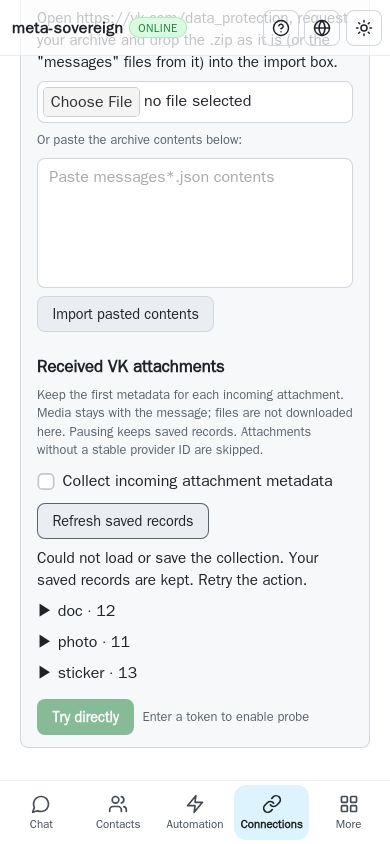 Open https://vk.com/data_protection, request
meta-sovereign ONLINE
your archive and drop the .zip as it is (or the
"messages" files from it) into the import box.
Choose File no file selected
Or paste the archive contents below:
Paste messages*.json contents
Import pasted contents
Received VK attachments
Keep the first metadata for each incoming attachment.
Media stays with the message; files are not downloaded
here. Pausing keeps saved records. Attachments
without a stable provider ID are skipped.
Collect incoming attachment metadata
Refresh saved records
Could not load or save the collection. Your
saved records are kept. Retry the action.
doc · 12
photo · 11
sticker · 13
Try directly Enter a token to enable probe
Chat Contacts Automation Connections More